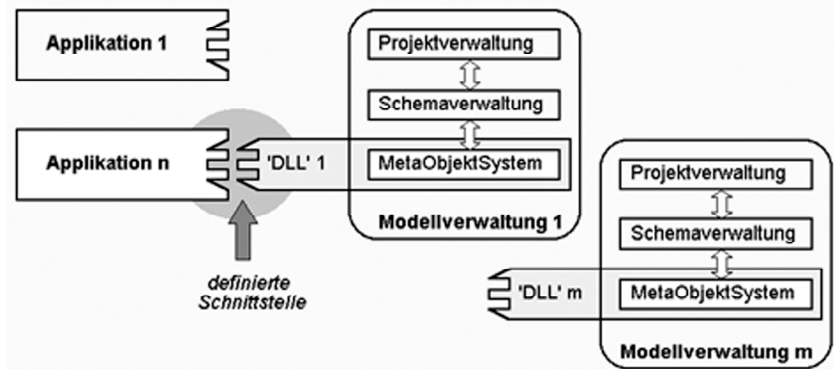 Applikation 1
Applikation n
definierte
Schnittstelle
'DLL' 1
Projektverwaltung
Schemaverwaltung
MetaObjektSystem
Modellverwaltung 1
'DLL' m
Projektverwaltung
Schemaverwaltung
MetaObjektSystem
Modellverwaltung m